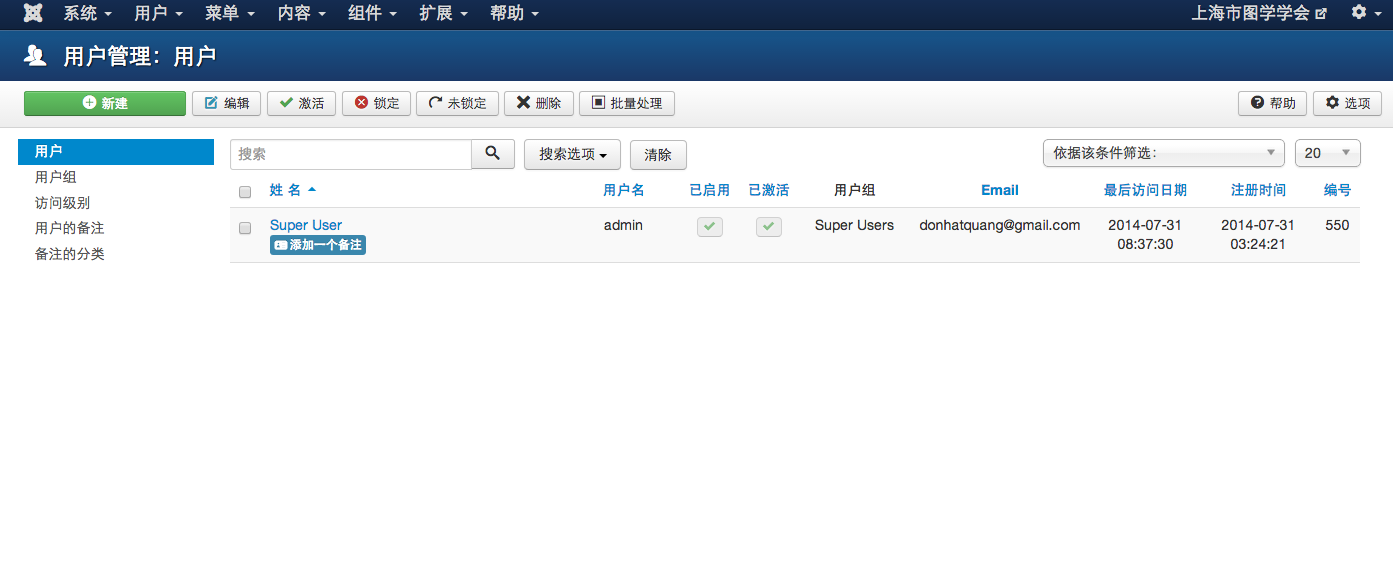 系统 用户 菜单 内容 组件 扩展 帮助 上海市图学学会
用户管理：用户
新建 编辑 激活 锁定 未锁定 删除 批量处理 帮助 选项
用户
用户组
访问级别
用户的备注
备注的分类
搜索 搜索选项 清除 依据该条件筛选： 20
姓 名 用户名 已启用 已激活 用户组 Email 最后访问日期 注册时间 编号
Super User admin Super Users donhatquang@gmail.com 2014-07-31 2014-07-31 550
添加一个备注 08:37:30 03:24:21